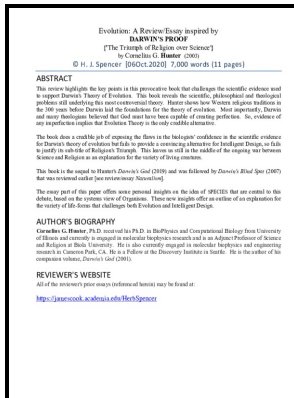 Evolution: A Review/Essay inspired by
DARWIN'S PROOF
["The Triumph of Religion over Science"]
by Cornelius G. Hunter (2003)
© H. J. Spencer [06Oct.2020] 7,000 words (11 pages)
ABSTRACT
This review highlights the key points in this provocative book that challenges the scientific evidence used
to support Darwin's Theory of Evolution. This book reveals the scientific, philosophical and theological
problems still underlying this most controversial theory. Hunter shows how Western religious traditions in
the 300 years before Darwin laid the foundations for the theory of evolution. Most importantly, Darwin
and many theologians believed that God must have been capable of creating perfection. So, evidence of
any imperfection implies that Evolution Theory is the only credible alternative.
The book does a credible job of exposing the flaws in the biologists' confidence in the scientific evidence
for Darwin's theory of evolution but fails to provide a convincing alternative for Intelligent Design, so fails
to justify its sub-title of Religion's Triumph. This leaves us still in the middle of the ongoing war between
Science and Religion as an explanation for the variety of living creatures.
This book is the sequel to Hunter's Darwin's God (2019) and was followed by Darwin's Blind Spot (2007)
that was reviewed earlier [see review/essay Naturalism].
The essay part of this paper offers some personal insights on the idea of SPECIES that are central to this
debate, based on the systems view of Organisms. These new insights offer an outline of an explanation for
the variety of life-forms that challenges both Evolution and Intelligent Design.
AUTHOR'S BIOGRAPHY
Cornelius G. Hunter, Ph.D. received his Ph.D. in BioPhysics and Computational Biology from University
of Illinois and currently is engaged in molecular biophysics research and is an Adjunct Professor of Science
and Religion at Biola University. He is also currently engaged in molecular biophysics and engineering
research in Cameron Park, CA. He is a Fellow at the Discovery Institute in Seattle. He is the author of his
companion volume, Darwin's God (2001).
REVIEWER'S WEBSITE
All of the reviewer's prior essays (referenced herein) may be found at:
https://jamescook.academia.edu/HerbSpencer